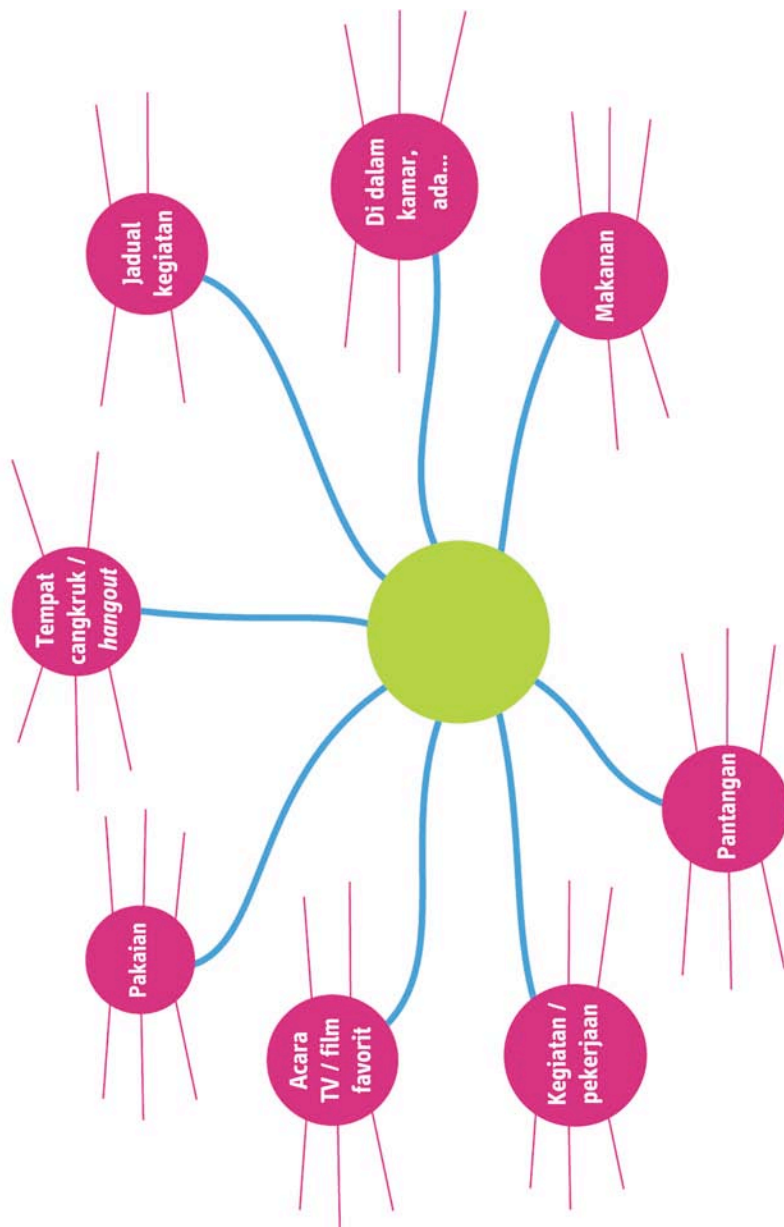 Pakaian
Tempat
cangkruk /
hangout
Jadual
kegiatan
Acara
TV / film
favorit
Di dalam
kamar,
ada...
Kegiatan /
pekerjaan
Makanan
Pantangan